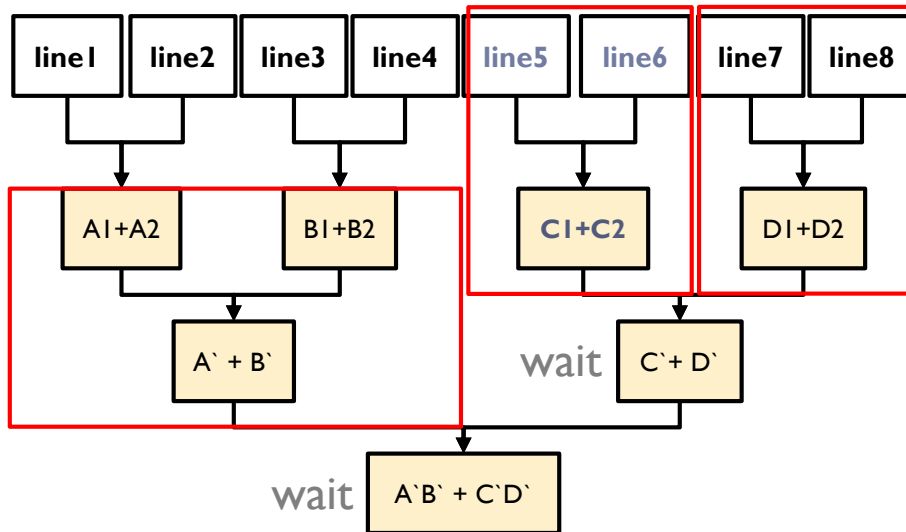 line1 line2 line3 line4 line5 line6 line7 line8
A1+A2 B1+B2 C1+C2 D1+D2
A` + B` wait C`+ D`
wait A`B` + C`D`